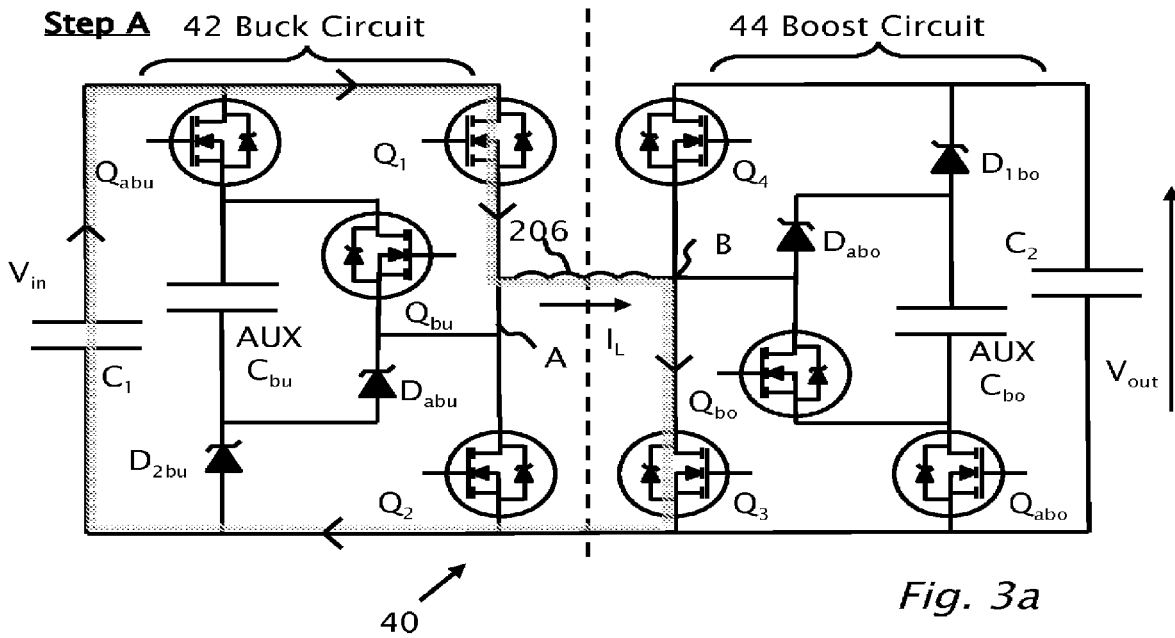 Step A
42 Buck Circuit
44 Boost Circuit
Qabu
Q1
Q4
D1bo
206
B
Dabo
C2
Vin
Qbu
AUX
Cbu
A
IL
AUX
Cbo
Vout
C1
Dabu
Qbo
D2bu
Q2
Q3
Qabo
40
Fig. 3a